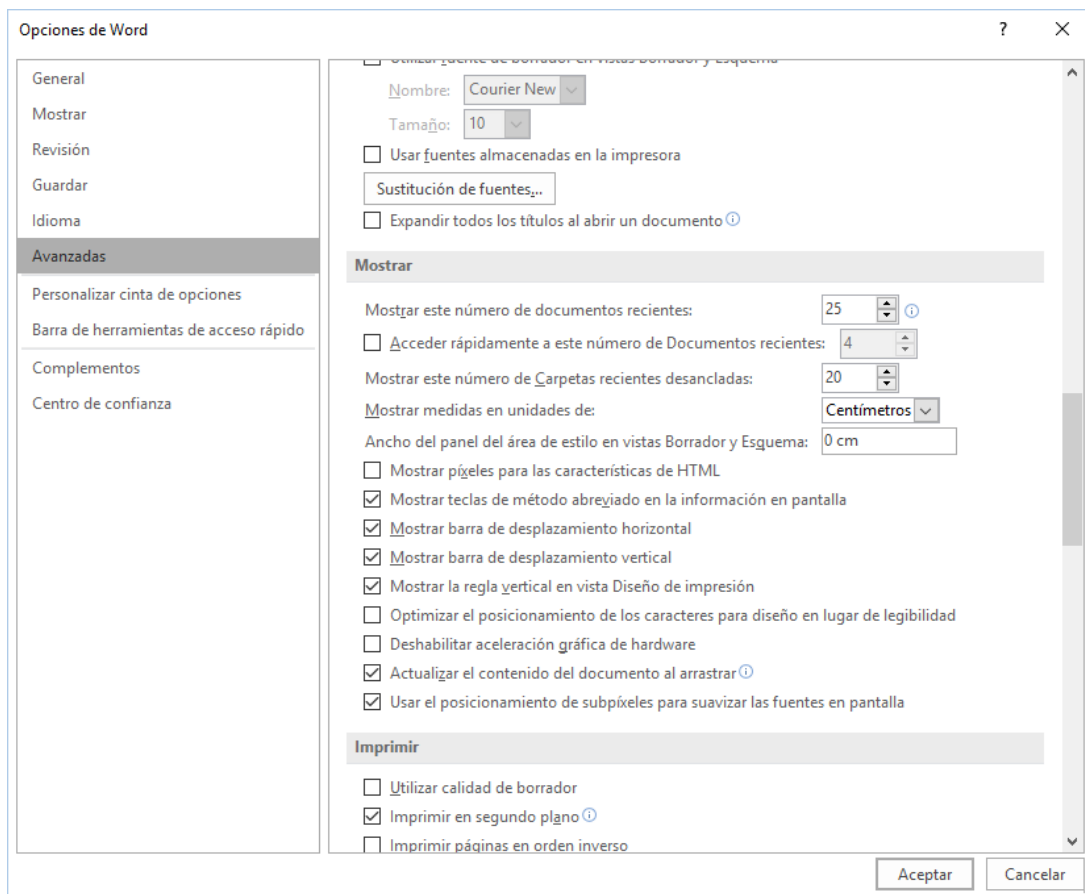 Opciones de Word
General
Mostrar
Revisión
Guardar
Idioma
Avanzadas
Personalizar cinta de opciones
Barra de herramientas de acceso rápido
Complementos
Centro de confianza
Utilizar fuente de borrador en vistas Borrador y Esquema
Nombre: Courier New
Tamaño: 10
Usar fuentes almacenadas en la impresora
Sustitución de fuentes...
Expandir todos los títulos al abrir un documento
Mostrar
Mostrar este número de documentos recientes: 25
Acceder rápidamente a este número de Documentos recientes: 4
Mostrar este número de Carpetas recientes desancladas: 20
Mostrar medidas en unidades de: Centímetros
Ancho del panel del área de estilo en vistas Borrador y Esquema: 0 cm
Mostrar píxeles para las características de HTML
Mostrar teclas de método abreviado en la información en pantalla
Mostrar barra de desplazamiento horizontal
Mostrar barra de desplazamiento vertical
Mostrar la regla vertical en vista Diseño de impresión
Optimizar el posicionamiento de los caracteres para diseño en lugar de legibilidad
Deshabilitar aceleración gráfica de hardware
Actualizar el contenido del documento al arrastrar
Usar el posicionamiento de subpíxeles para suavizar las fuentes en pantalla
Imprimir
Utilizar calidad de borrador
Imprimir en segundo plano
Imprimir páginas en orden inverso
Aceptar Cancelar